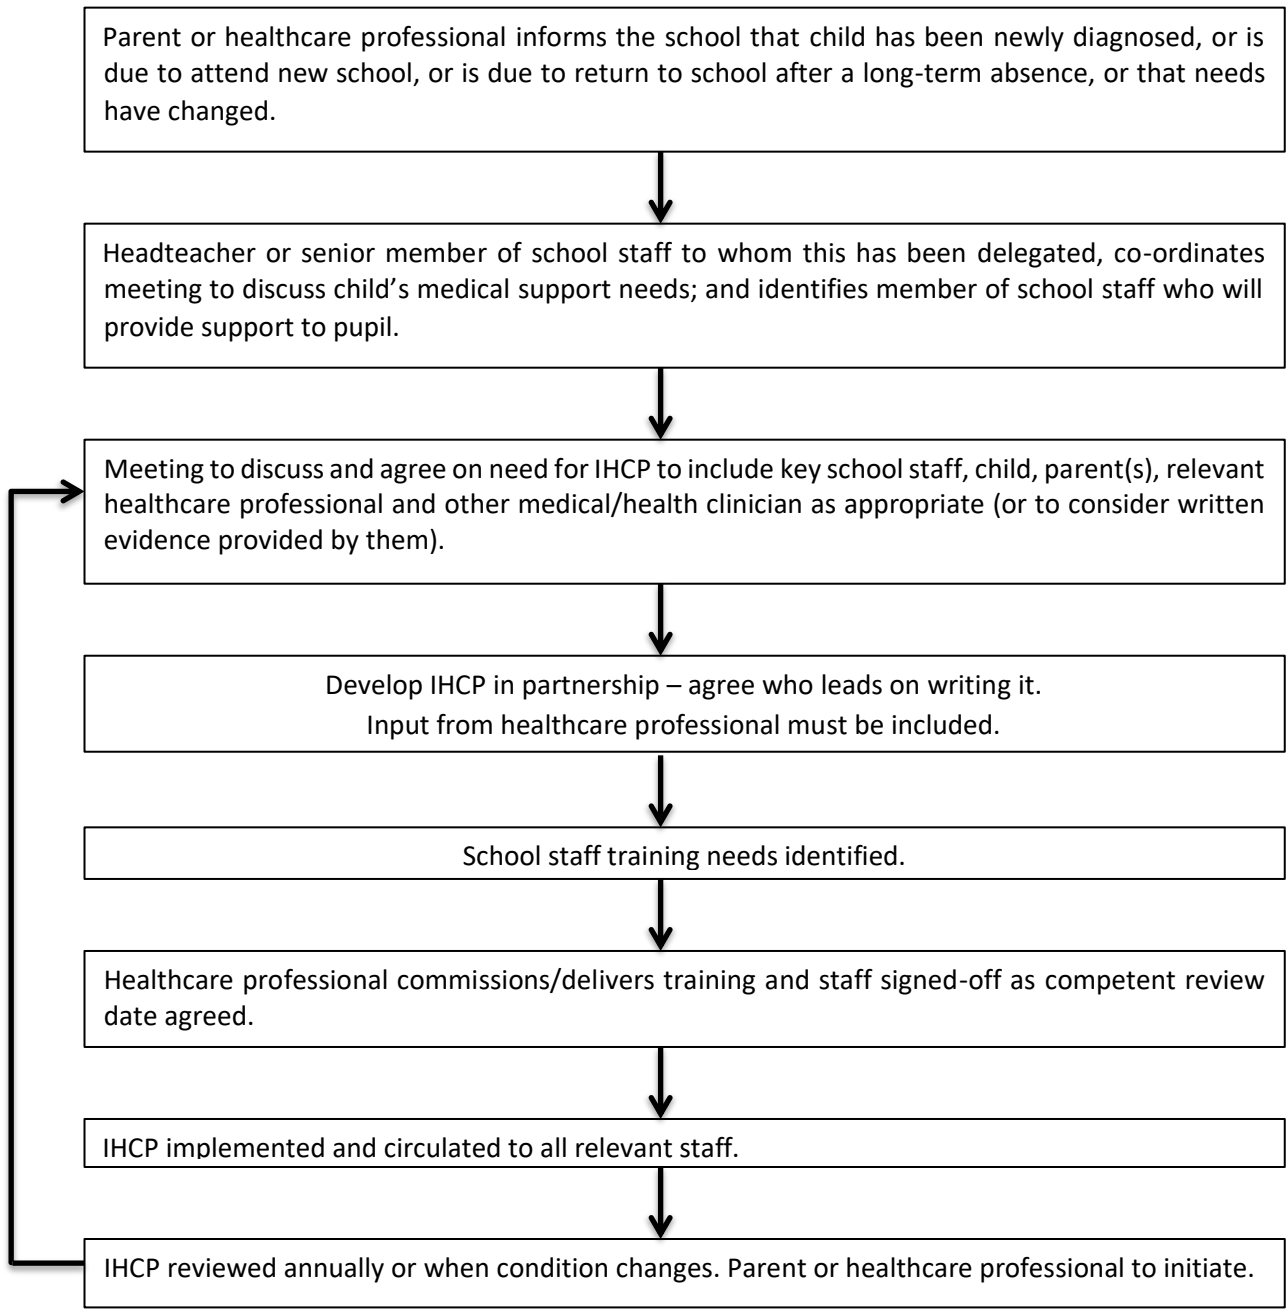 Parent or healthcare professional informs the school that child has been newly diagnosed, or is
due to attend new school, or is due to return to school after a long-term absence, or that needs
have changed.
Headteacher or senior member of school staff to whom this has been delegated, co-ordinates
meeting to discuss child’s medical support needs; and identifies member of school staff who will
provide support to pupil.
Meeting to discuss and agree on need for IHCP to include key school staff, child, parent(s), relevant
healthcare professional and other medical/health clinician as appropriate (or to consider written
evidence provided by them).
Develop IHCP in partnership – agree who leads on writing it.
Input from healthcare professional must be included.
School staff training needs identified.
Healthcare professional commissions/delivers training and staff signed-off as competent review
date agreed.
IHCP implemented and circulated to all relevant staff.
IHCP reviewed annually or when condition changes. Parent or healthcare professional to initiate.